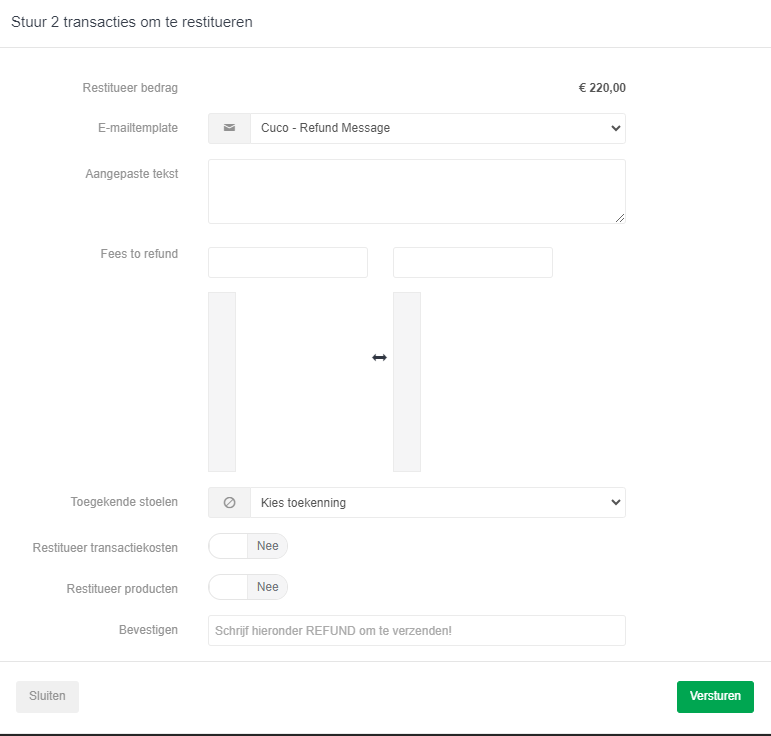 Stuur 2 transacties om te restitueren
Restitueer bedrag € 220,00
E-mailtemplate Cuco - Refund Message
Aangepaste tekst
Fees to refund
Toegekende stoelen Kies toekenning
Restitueer transactiekosten Nee
Restitueer producten Nee
Bevestigen Schrijf hieronder REFUND om te verzenden!
Sluiten Versturen